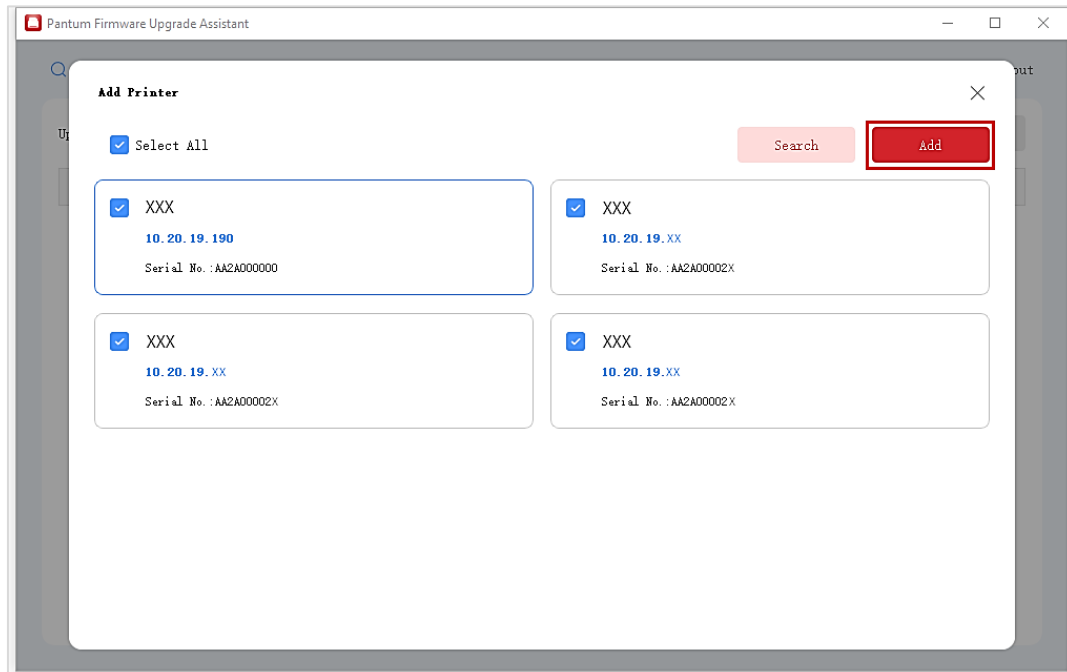 Pantum Firmware Upgrade Assistant
out
Add Printer
Up
Select All
Search
Add
XXX
10.20.19.190
Serial No.:AA2A000000
XXX
10.20.19.XX
Serial No.:AA2A00002X
XXX
10.20.19.XX
Serial No.:AA2A00002X
XXX
10.20.19.XX
Serial No.:AA2A00002X